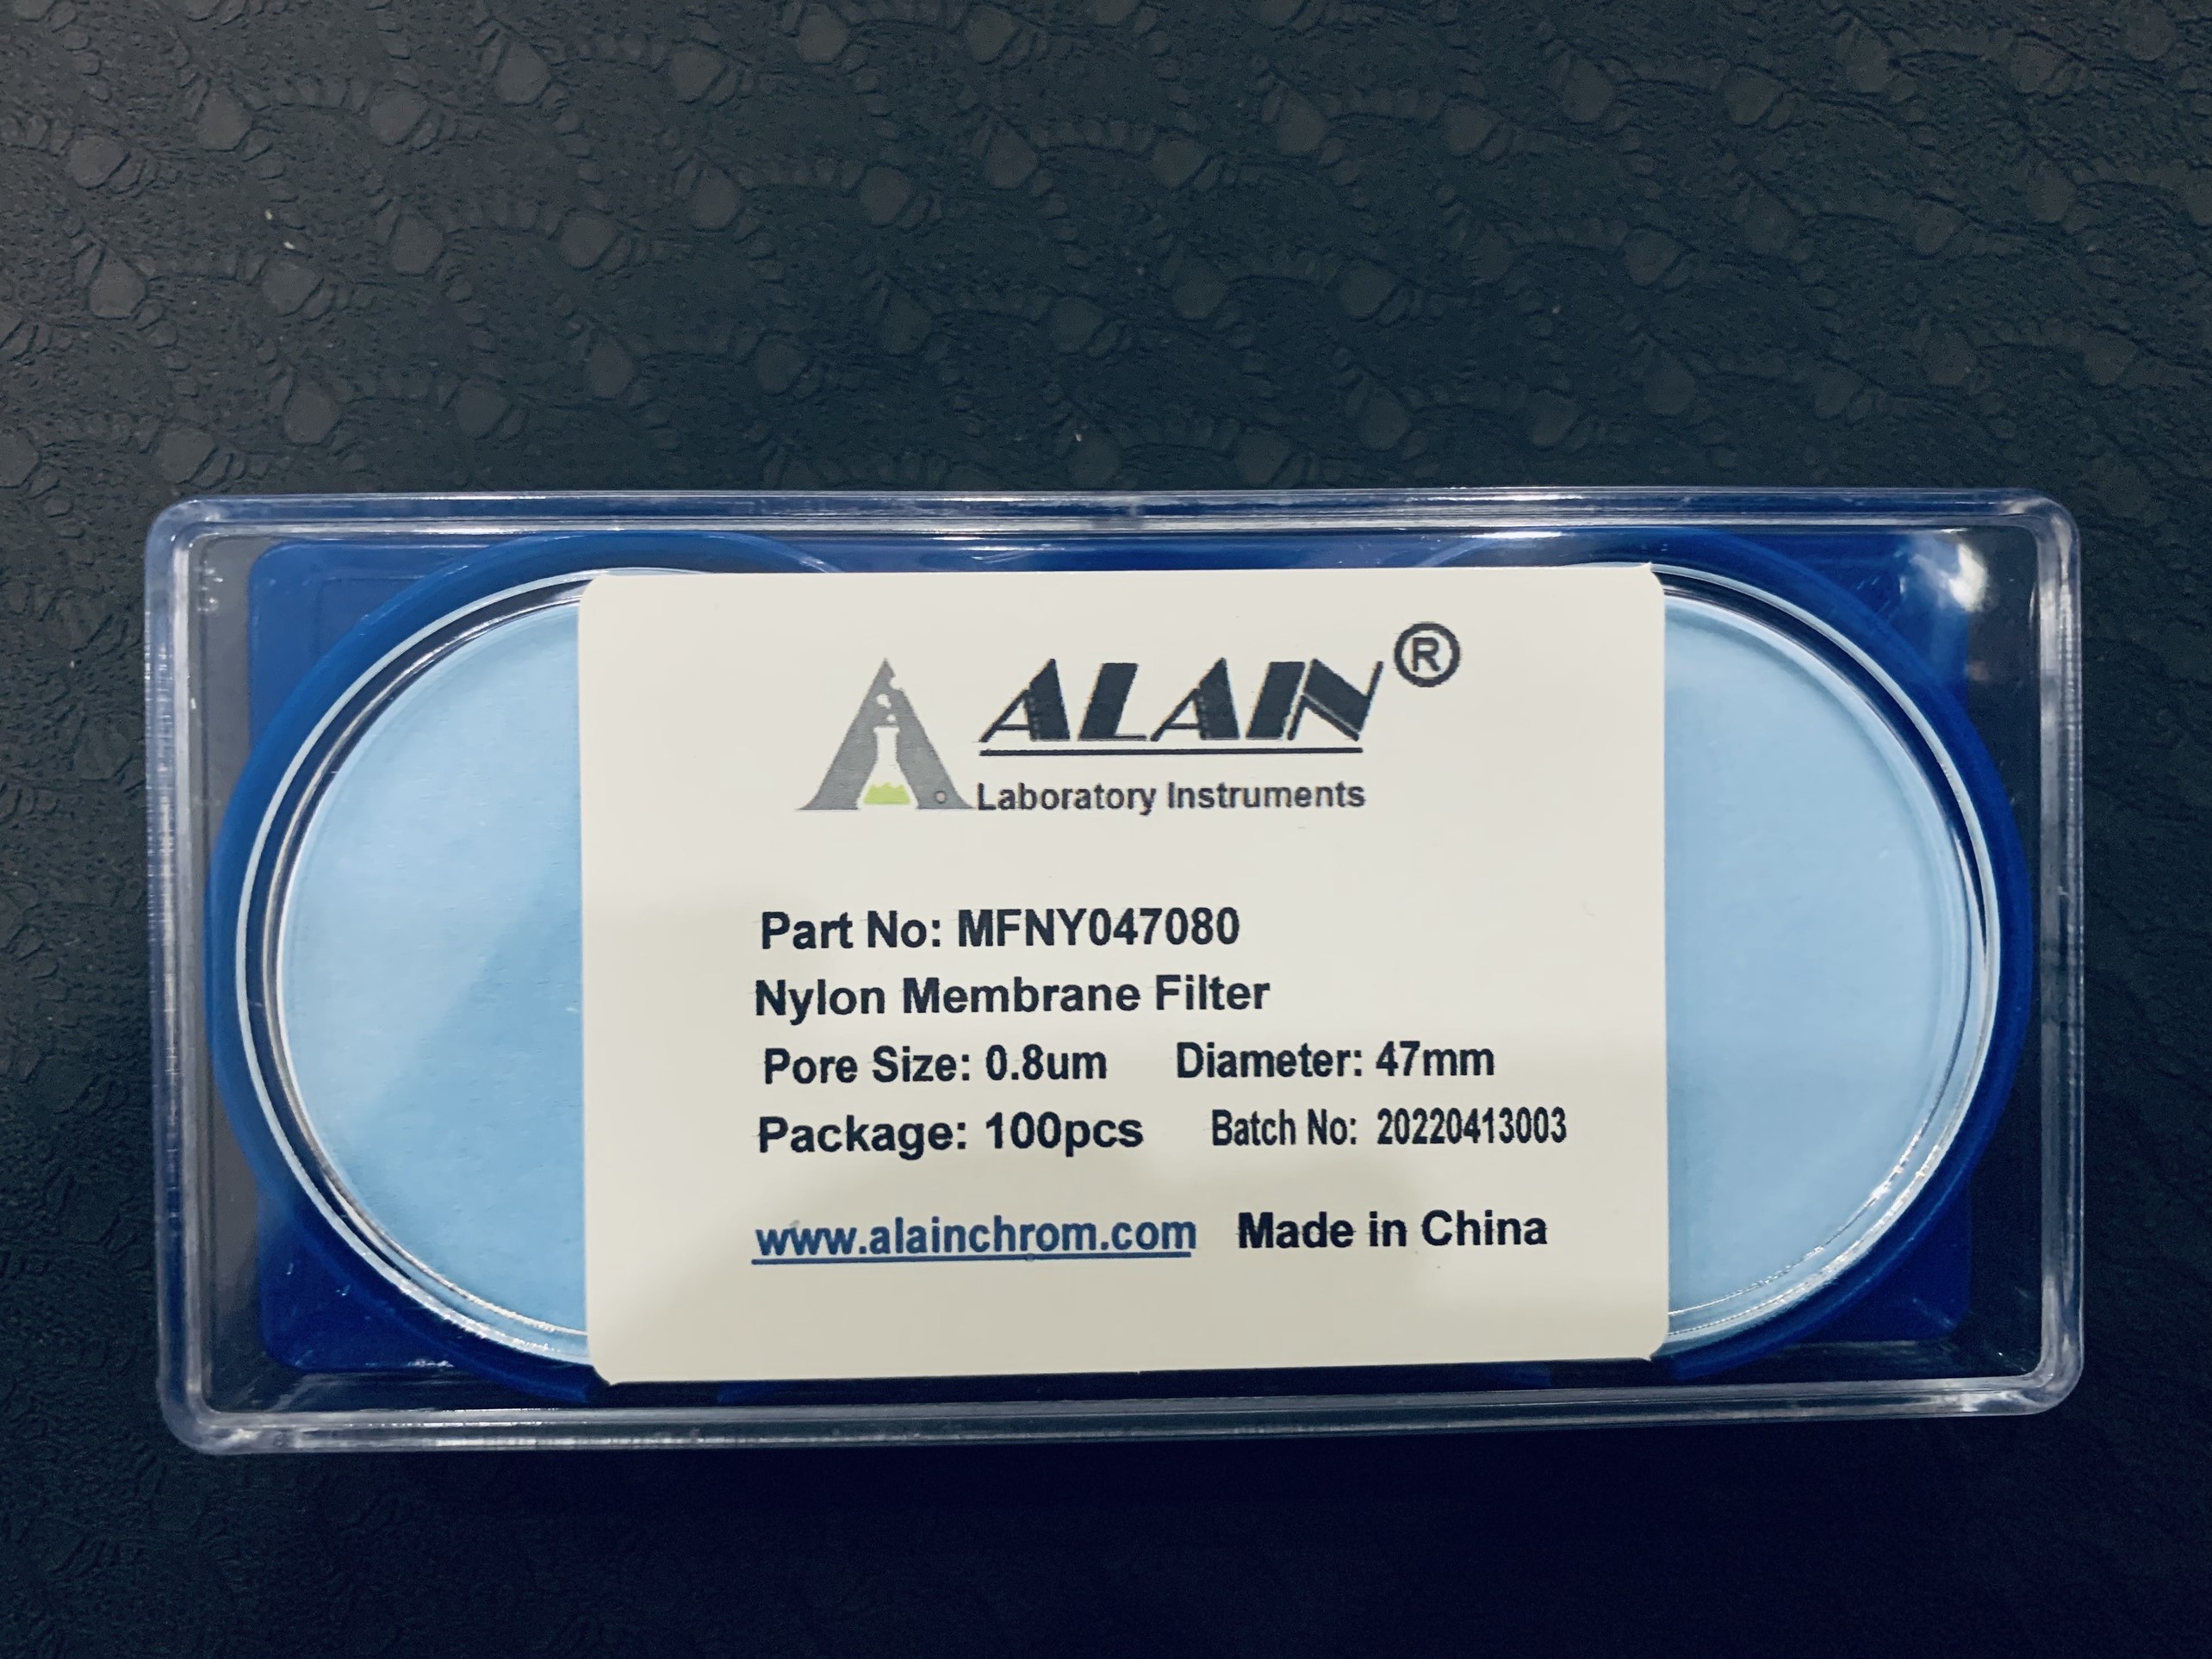 ALAIN®
Laboratory Instruments
Part No: MFNY047080
Nylon Membrane Filter
Pore Size: 0.8um Diameter: 47mm
Package: 100pcs Batch No: 20220413003
www.alainchrom.com Made in China